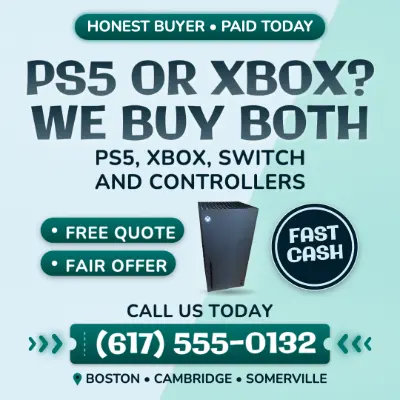 HONEST BUYER • PAID TODAY
PS5 OR XBOX?
WE BUY BOTH
PS5, XBOX, SWITCH
AND CONTROLLERS
• FREE QUOTE
• FAIR OFFER
FAST
CASH
CALL US TODAY
(617) 555-0132
BOSTON • CAMBRIDGE • SOMERVILLE